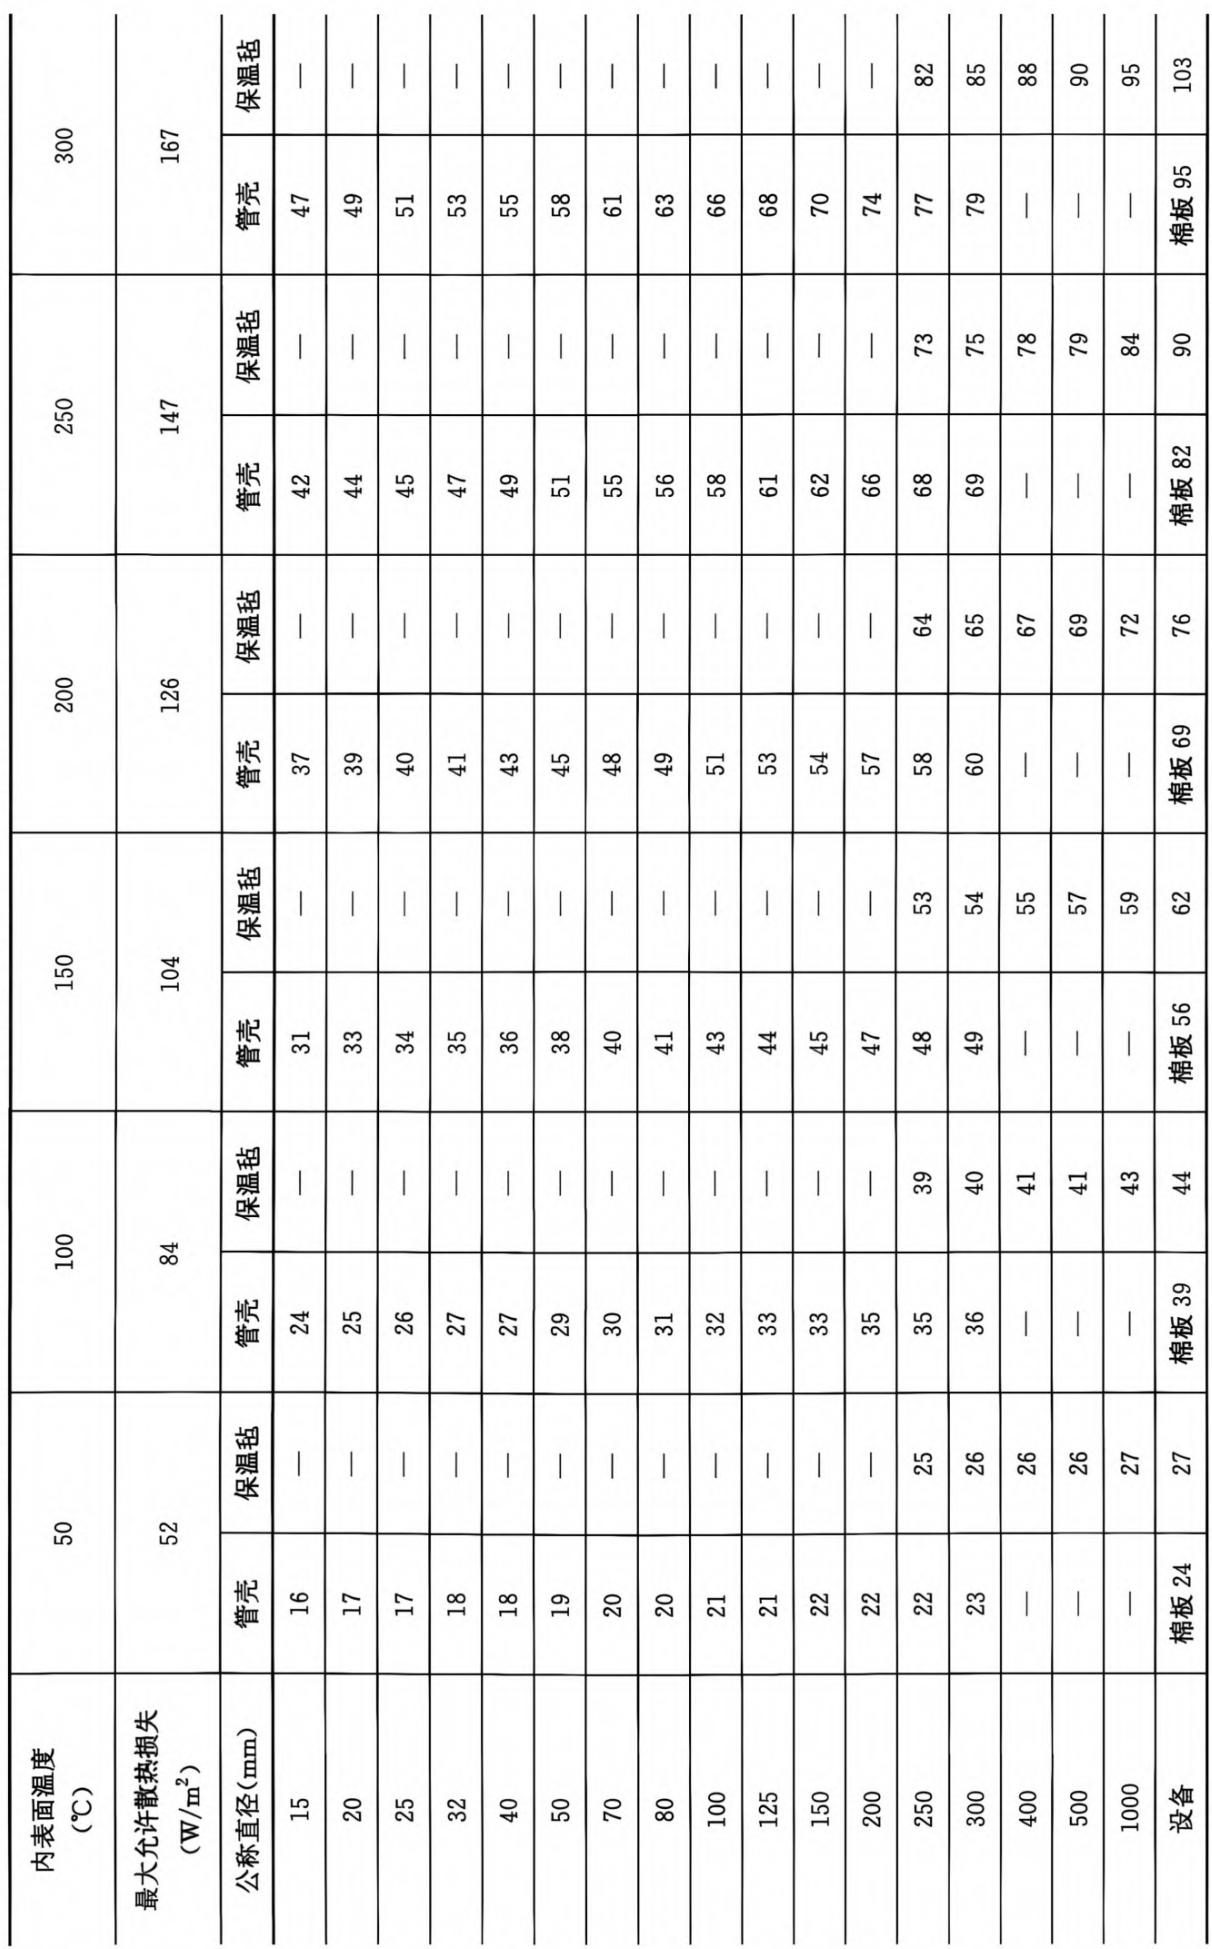 内表面温度 50 100 150 200 250 300
(℃)
最大允许散热损失 52 84 104 126 147 167
(W/m²)
公称直径(mm) 管壳 保温毡 管壳 保温毡 管壳 保温毡 管壳 保温毡 管壳 保温毡 管壳 保温毡
15 16 — 24 — 31 — 37 — 42 — 47 —
20 17 — 25 — 33 — 39 — 44 — 49 —
25 17 — 26 — 34 — 40 — 45 — 51 —
32 18 — 27 — 35 — 41 — 47 — 53 —
40 18 — 27 — 36 — 43 — 49 — 55 —
50 19 — 29 — 38 — 45 — 51 — 58 —
70 20 — 30 — 40 — 48 — 55 — 61 —
80 20 — 31 — 41 — 49 — 56 — 63 —
100 21 — 32 — 43 — 51 — 58 — 66 —
125 21 — 33 — 44 — 53 — 61 — 68 —
150 22 — 33 — 45 — 54 — 62 — 70 —
200 22 — 35 — 47 — 57 — 66 — 74 —
250 22 25 35 39 48 53 58 64 68 73 77 82
300 23 26 36 40 49 54 60 65 69 75 79 85
400 — 26 — 41 — 55 — 67 — 78 — 88
500 — 26 — 41 — 57 — 69 — 79 — 90
1000 — 27 — 43 — 59 — 72 — 84 — 95
设备 棉板 24 27 棉板 39 44 棉板 56 62 棉板 69 76 棉板 82 90 棉板 95 103